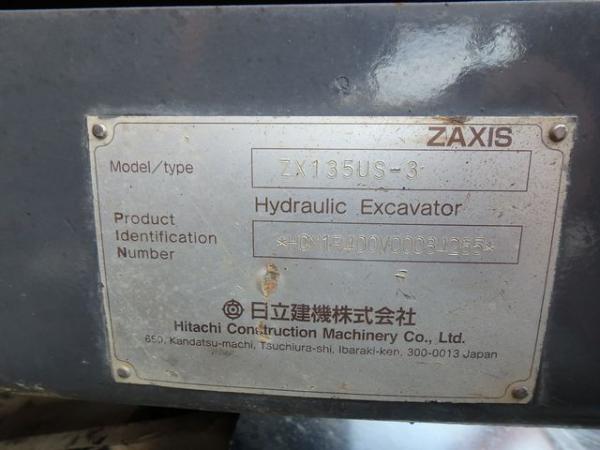 ZAXIS
Model/type ZX135US-3
Hydraulic Excavator
Product
Identification
Number
日立建機株式会社
Hitachi Construction Machinery Co., Ltd.
650, Kandatsu-machi, Tsuchiura-shi, Ibaraki-ken, 300-0013 Japan